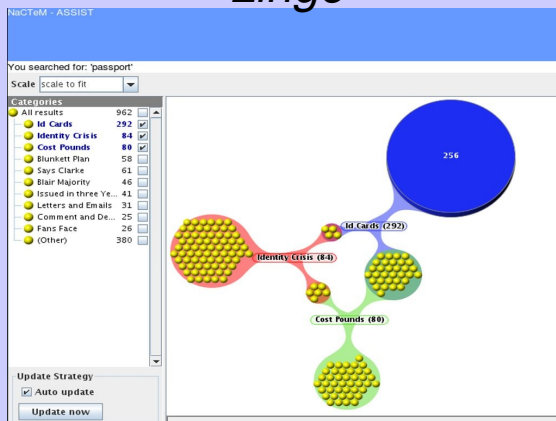 Lingo
NaCTeM - ASSIST
You searched for: 'passport'
Scale scale to fit
Categories
All results 962
Id Cards 292
Identity Crisis 84
Cost Pounds 80
Blunkett Plan 58
Says Clarke 61
Blair Majority 46
Issued in three Ye... 41
Letters and Emails 31
Comment and De... 25
Fans Face 26
(Other) 380
Update Strategy
Auto update
Update now
256
Id Cards (292)
Identity Crisis (84)
Cost Pounds (80)